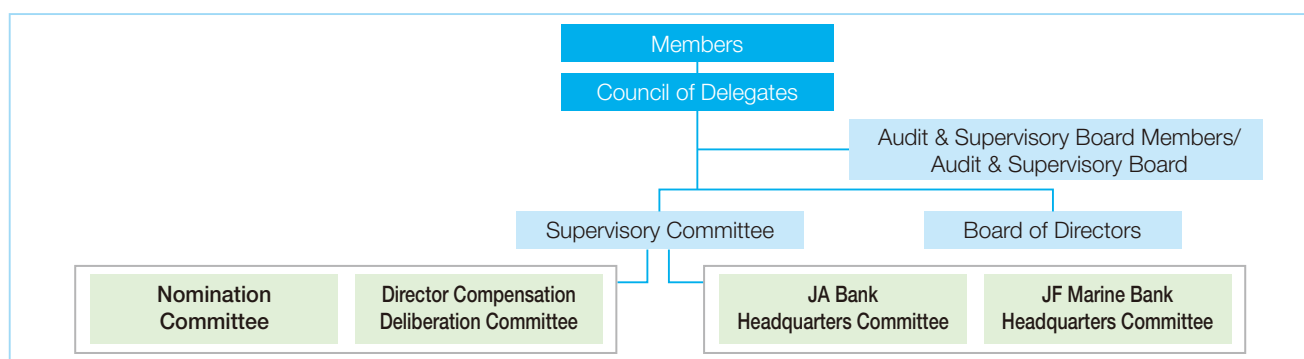 Members
Council of Delegates
Audit & Supervisory Board Members/
Audit & Supervisory Board
Supervisory Committee
Board of Directors
Nomination
Committee
Director Compensation
Deliberation Committee
JA Bank
Headquarters Committee
JF Marine Bank
Headquarters Committee